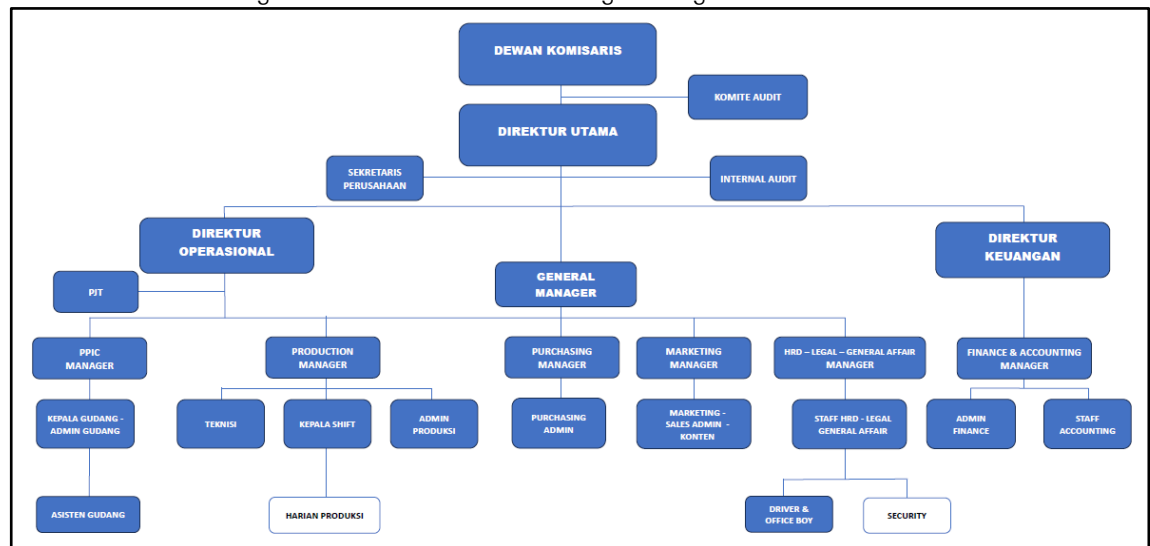 DEWAN KOMISARIS
KOMITE AUDIT
DIREKTUR UTAMA
SEKRETARIS
PERUSAHAAN
INTERNAL AUDIT
DIREKTUR
OPERASIONAL
DIREKTUR
KEUANGAN
GENERAL
MANAGER
PJT
PPIC
MANAGER
PRODUCTION
MANAGER
PURCHASING
MANAGER
MARKETING
MANAGER
HRD – LEGAL – GENERAL AFFAIR
MANAGER
FINANCE & ACCOUNTING
MANAGER
KEPALA GUDANG -
ADMIN GUDANG
TEKNISI
KEPALA SHIFT
ADMIN
PRODUKSI
PURCHASING
ADMIN
MARKETING -
SALES ADMIN -
KONTEN
STAFF HRD - LEGAL
GENERAL AFFAIR
ADMIN
FINANCE
STAFF
ACCOUNTING
ASISTEN GUDANG
HARIAN PRODUKSI
DRIVER &
OFFICE BOY
SECURITY